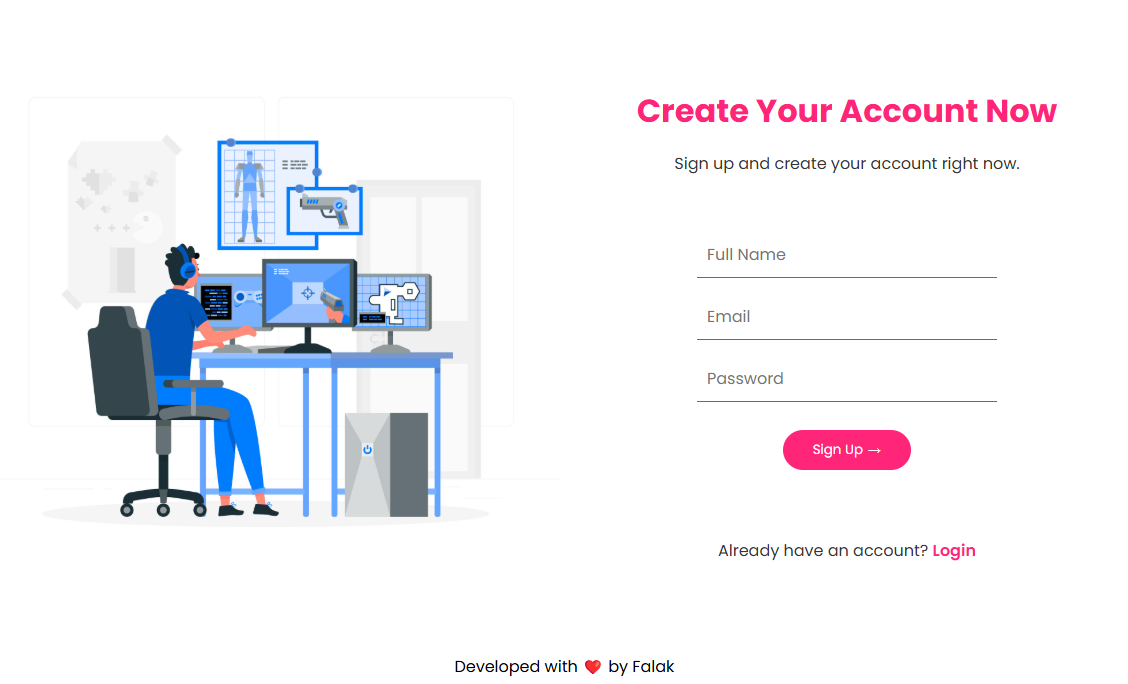 Create Your Account Now
Sign up and create your account right now.
Full Name
Email
Password
Sign Up →
Already have an account? Login
Developed with ❤️ by Falak